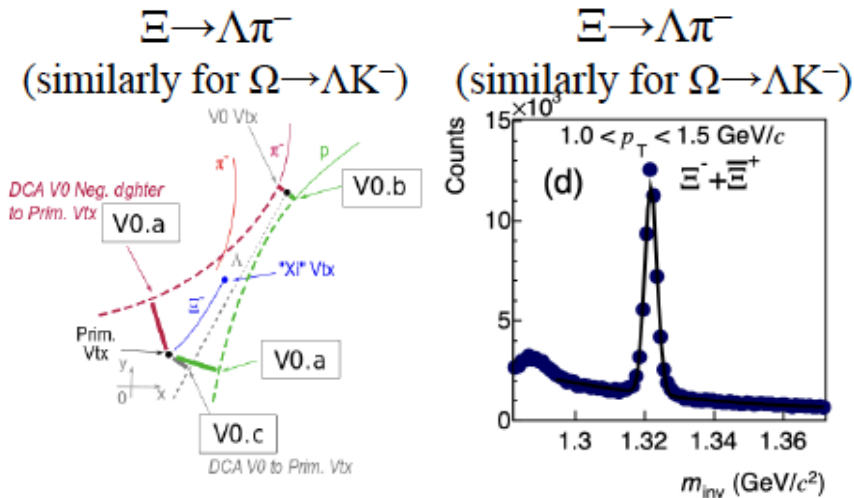 Ξ→Λπ⁻
(similarly for Ω→ΛK⁻)
V0 Vtx
π⁻
π⁻
p
DCA V0 Neg. dghter
to Prim. Vtx
V0.a
V0.b
Λ
"Xi" Vtx
Ξ⁻
Prim.
Vtx
V0.a
y
0
x
V0.c
DCA V0 to Prim. Vtx
Ξ→Λπ⁻
(similarly for Ω→ΛK⁻)
×10³
15
1.0 < p_T < 1.5 GeV/c
Counts
(d)
Ξ⁻+Ξ̅⁺
10
5
0
1.3
1.32
1.34
1.36
m_inv (GeV/c²)